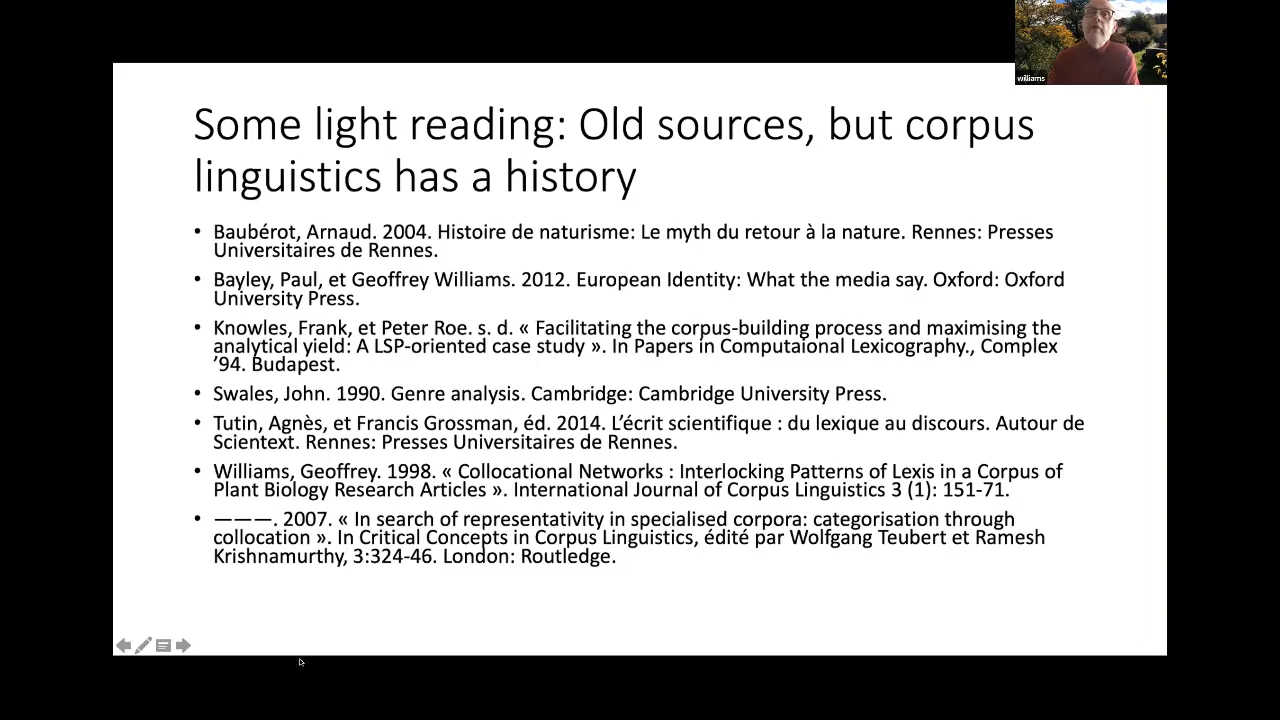 williams
Some light reading: Old sources, but corpus
linguistics has a history
• Baubérot, Arnaud. 2004. Histoire de naturisme: Le myth du retour à la nature. Rennes: Presses
Universitaires de Rennes.
• Bayley, Paul, et Geoffrey Williams. 2012. European Identity: What the media say. Oxford: Oxford
University Press.
• Knowles, Frank, et Peter Roe. s. d. « Facilitating the corpus-building process and maximising the
analytical yield: A LSP-oriented case study ». In Papers in Computaional Lexicography., Complex
’94. Budapest.
• Swales, John. 1990. Genre analysis. Cambridge: Cambridge University Press.
• Tutin, Agnès, et Francis Grossman, éd. 2014. L’écrit scientifique : du lexique au discours. Autour de
Scientext. Rennes: Presses Universitaires de Rennes.
• Williams, Geoffrey. 1998. « Collocational Networks : Interlocking Patterns of Lexis in a Corpus of
Plant Biology Research Articles ». International Journal of Corpus Linguistics 3 (1): 151-71.
• ———. 2007. « In search of representativity in specialised corpora: categorisation through
collocation ». In Critical Concepts in Corpus Linguistics, édité par Wolfgang Teubert et Ramesh
Krishnamurthy, 3:324-46. London: Routledge.